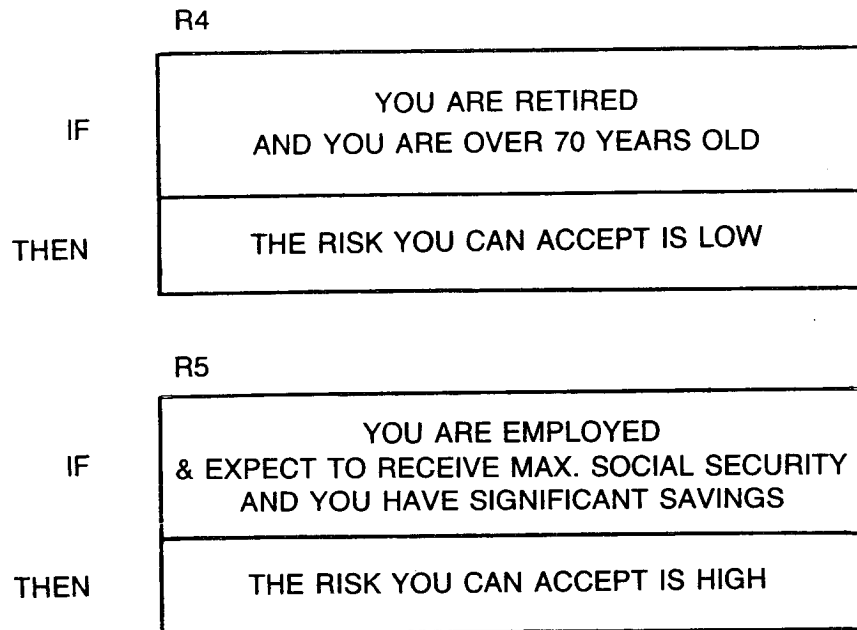 R4
IF
YOU ARE RETIRED
AND YOU ARE OVER 70 YEARS OLD
THEN
THE RISK YOU CAN ACCEPT IS LOW
R5
IF
YOU ARE EMPLOYED
& EXPECT TO RECEIVE MAX. SOCIAL SECURITY
AND YOU HAVE SIGNIFICANT SAVINGS
THEN
THE RISK YOU CAN ACCEPT IS HIGH